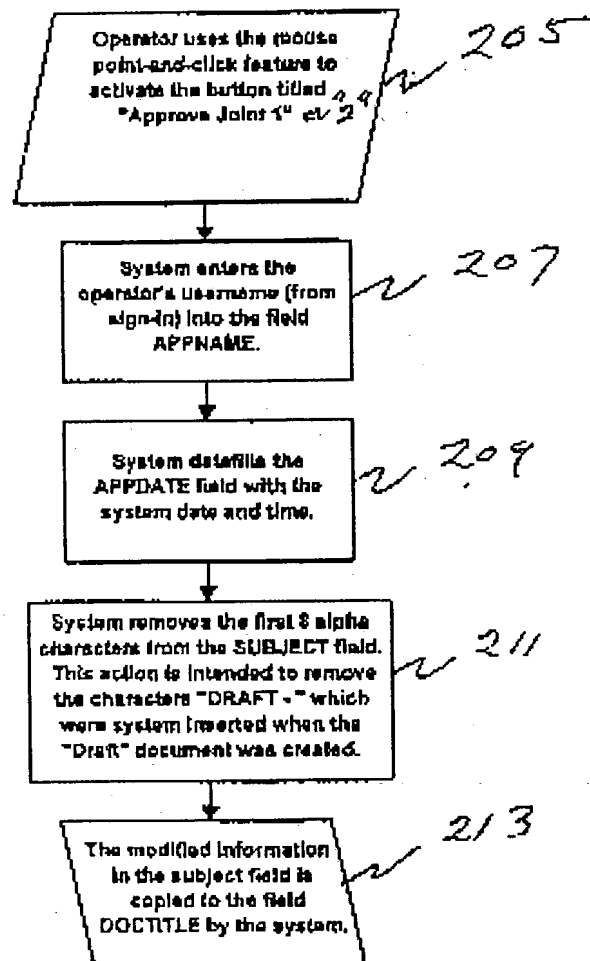 Operator uses the mouse
point-and-click feature to
activate the button titled
"Approve Joint 1" or 2"
205
System enters the
operator's username (from
sign-in) into the field
APPNAME.
207
System datefills the
APPDATE field with the
system date and time.
209
System removes the first 8 alpha
characters from the SUBJECT field.
This action is intended to remove
the characters "DRAFT -" which
were system inserted when the
"Draft" document was created.
211
The modified information
in the subject field is
copied to the field
DOCTITLE by the system.
213